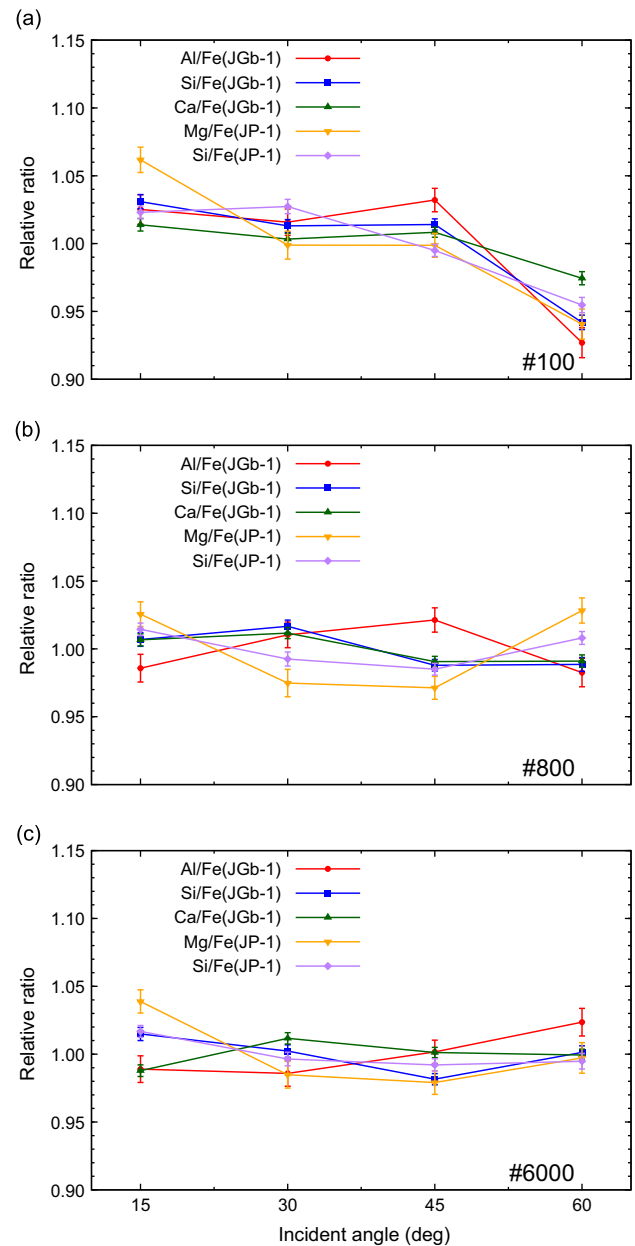 (a)
1.15
1.10
1.05
1.00
0.95
0.90
Relative ratio
Al/Fe(JGb-1)
Si/Fe(JGb-1)
Ca/Fe(JGb-1)
Mg/Fe(JP-1)
Si/Fe(JP-1)
#100
(b)
1.15
1.10
1.05
1.00
0.95
0.90
Relative ratio
Al/Fe(JGb-1)
Si/Fe(JGb-1)
Ca/Fe(JGb-1)
Mg/Fe(JP-1)
Si/Fe(JP-1)
#800
(c)
1.15
1.10
1.05
1.00
0.95
0.90
Relative ratio
Al/Fe(JGb-1)
Si/Fe(JGb-1)
Ca/Fe(JGb-1)
Mg/Fe(JP-1)
Si/Fe(JP-1)
#6000
15 30 45 60
Incident angle (deg)